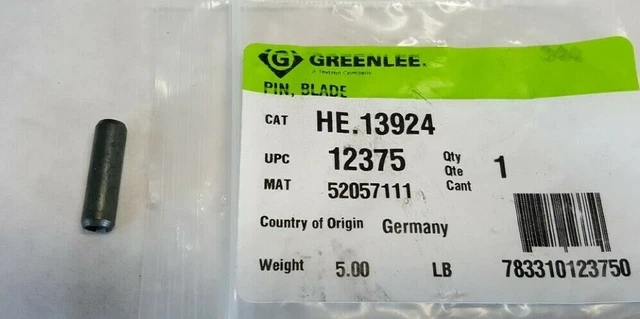 G GREENLEE.
A Textron Company
PIN, BLADE
CAT HE.13924
UPC 12375 Qty Qte Cant 1
MAT 52057111
Country of Origin Germany
Weight 5.00 LB
783310123750